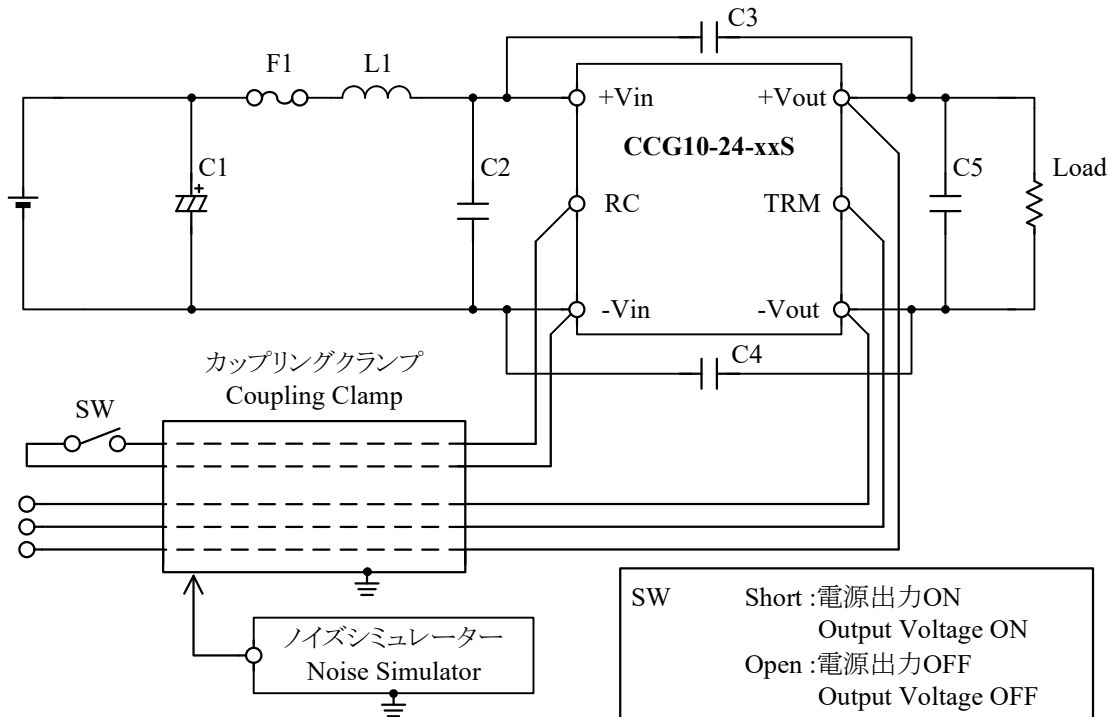 C3
F1
L1
+Vin
+Vout
CCG10-24-xxS
C1
+
C2
C5
Load
RC
TRM
-Vin
-Vout
C4
カップリングクランプ
Coupling Clamp
SW
ノイズシミュレーター
Noise Simulator
SW Short :電源出力ON
Output Voltage ON
Open :電源出力OFF
Output Voltage OFF